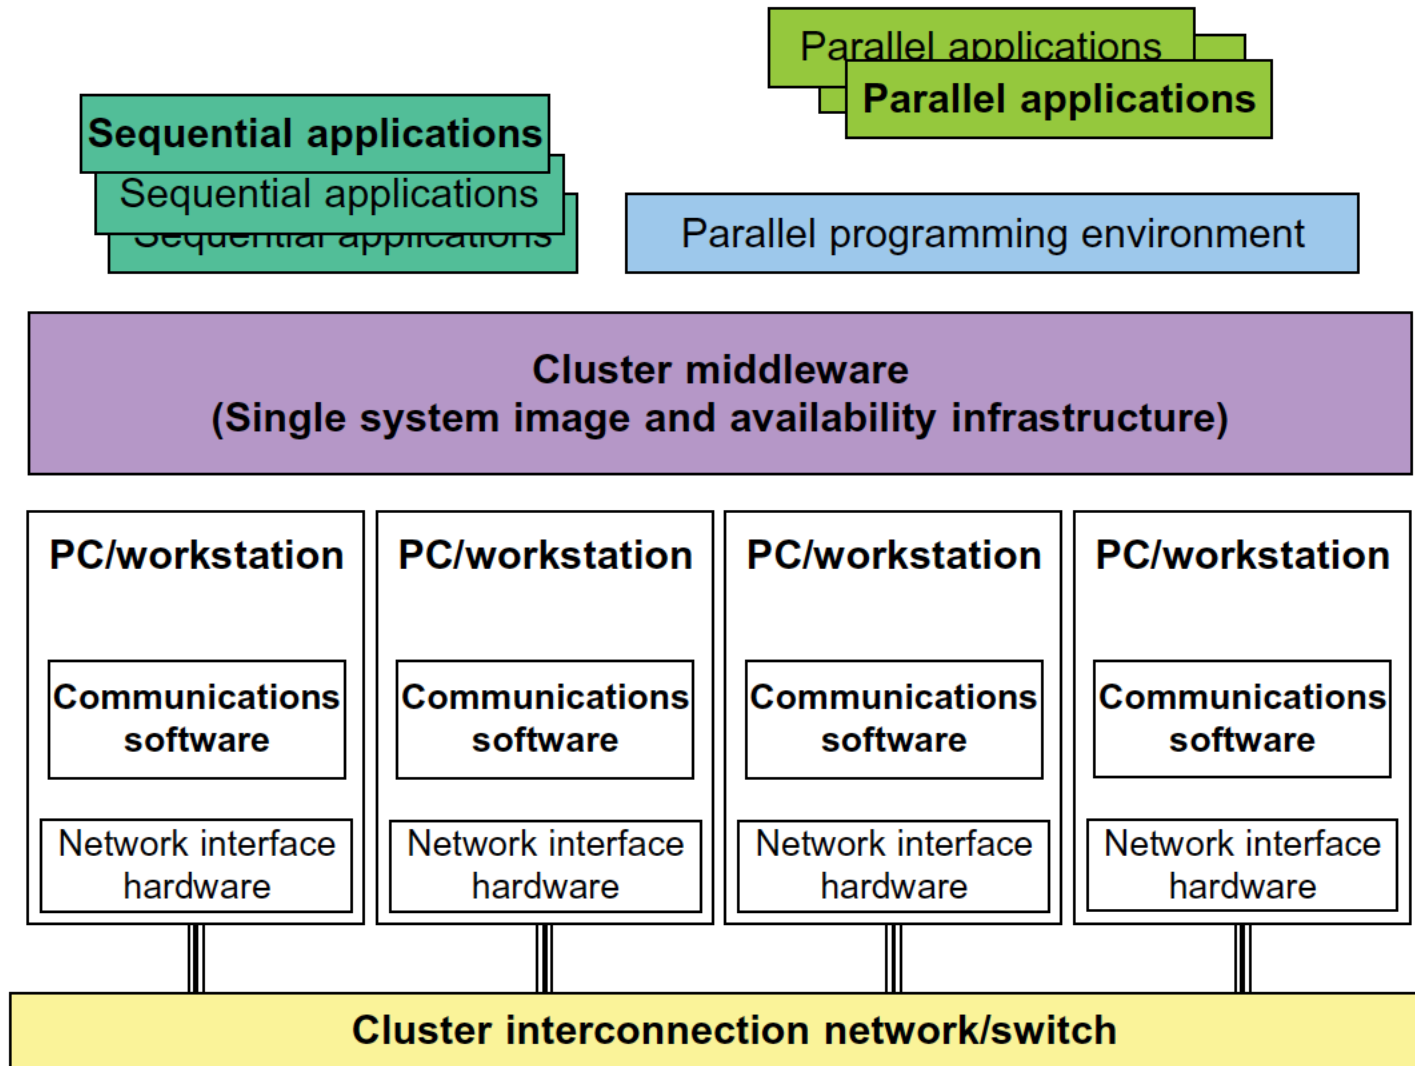 Parallel applications
Parallel applications
Sequential applications
Sequential applications
Sequential applications
Parallel programming environment
Cluster middleware
(Single system image and availability infrastructure)
PC/workstation
Communications
software
Network interface
hardware
PC/workstation
Communications
software
Network interface
hardware
PC/workstation
Communications
software
Network interface
hardware
PC/workstation
Communications
software
Network interface
hardware
Cluster interconnection network/switch